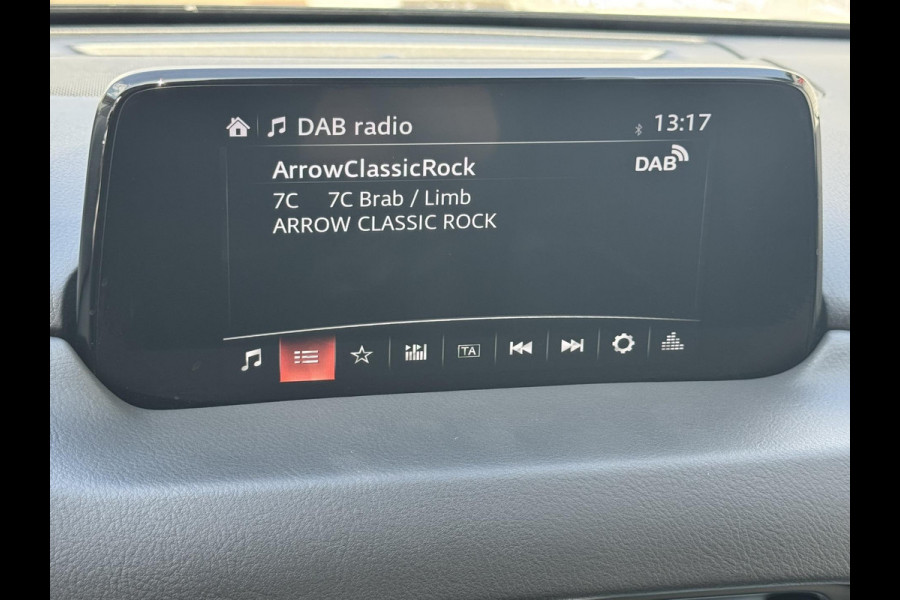 DAB radio 13:17
ArrowClassicRock DAB
7C 7C Brab / Limb
ARROW CLASSIC ROCK
TA